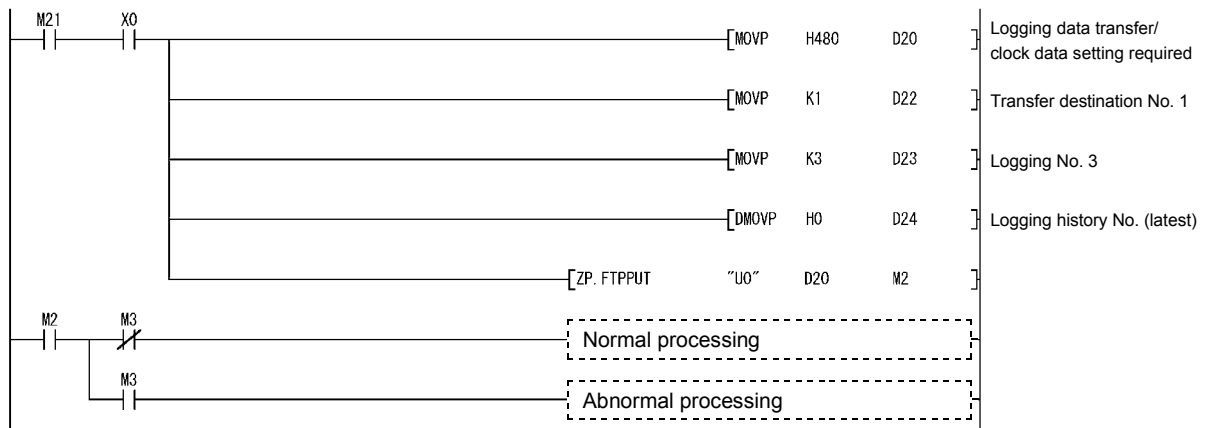 M21 X0
MOVP H480 D20
Logging data transfer/
clock data setting required
MOVP K1 D22
Transfer destination No. 1
MOVP K3 D23
Logging No. 3
DMOVP H0 D24
Logging history No. (latest)
ZP.FTPPUT "U0" D20 M2
M2 M3
Normal processing
M3
Abnormal processing